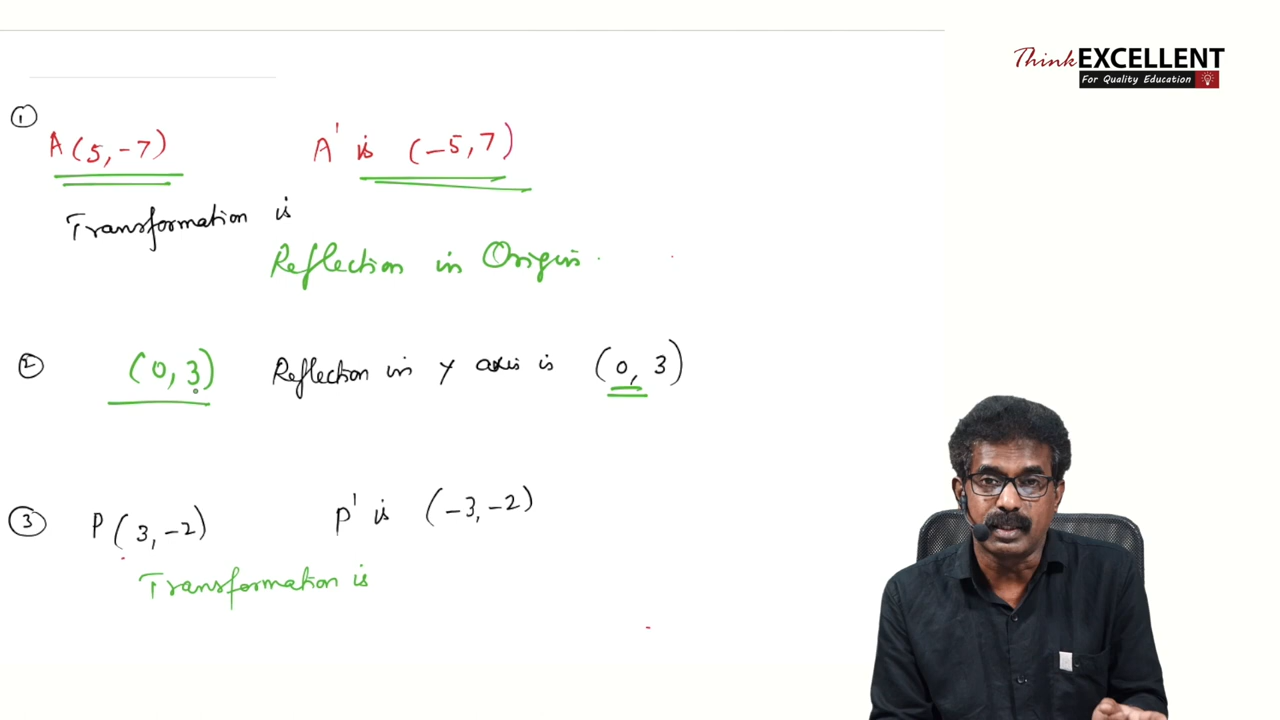 Think EXCELLENT
For Quality Education
①
A(5,-7) A' is (-5,7)
Transformation is
Reflection in Origin.
② (0,3) Reflection in Y axis is (0, 3)
③ P(3,-2) P' is (-3,-2)
Transformation is